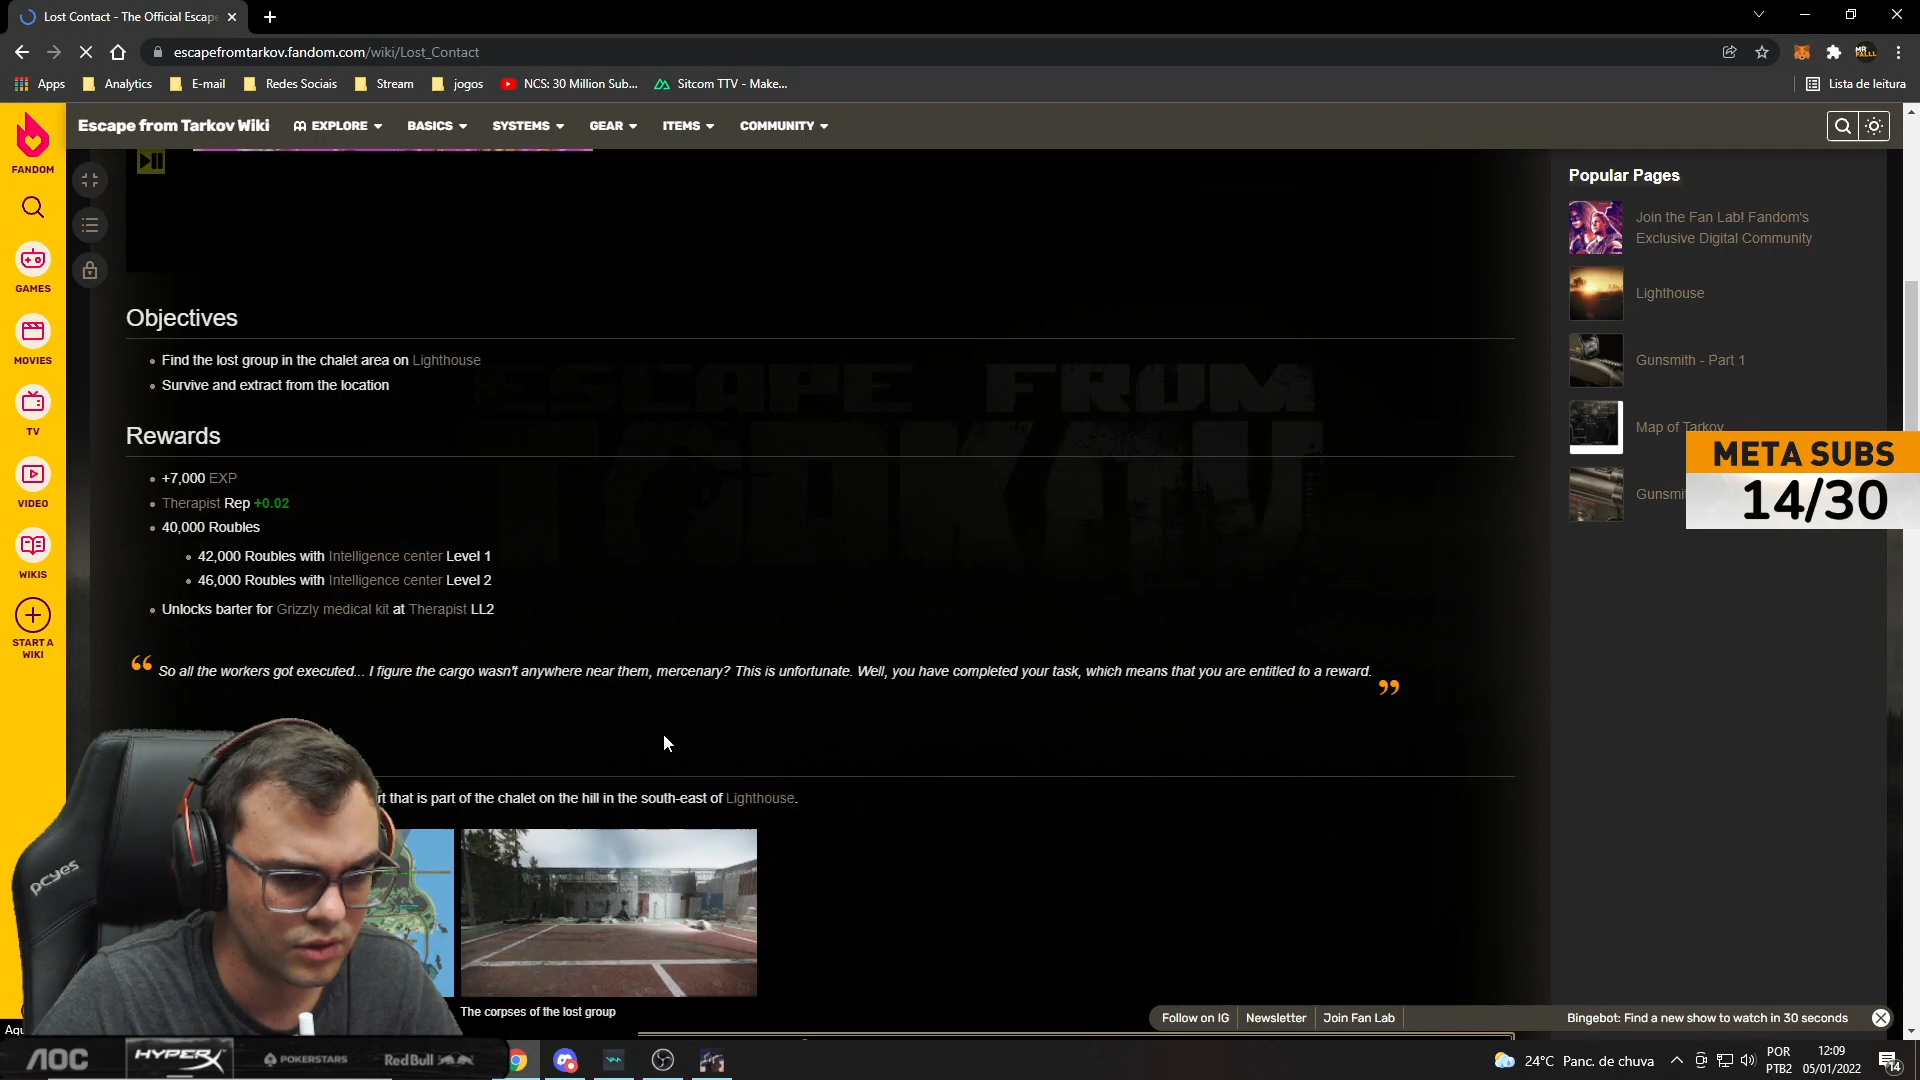 Lost Contact - The Official Escape
escapefromtarkov.fandom.com/wiki/Lost_Contact
Apps
Analytics
E-mail
Redes Sociais
Stream
jogos
NCS: 30 Million Sub...
Sitcom TTV - Make...
Lista de leitura
Escape from Tarkov Wiki
EXPLORE
BASICS
SYSTEMS
GEAR
ITEMS
COMMUNITY
FANDOM
GAMES
MOVIES
TV
VIDEO
WIKIS
START A
WIKI
Objectives
Find the lost group in the chalet area on Lighthouse
Survive and extract from the location
Rewards
+7,000 EXP
Therapist Rep +0.02
40,000 Roubles
42,000 Roubles with Intelligence center Level 1
46,000 Roubles with Intelligence center Level 2
Unlocks barter for Grizzly medical kit at Therapist LL2
“ So all the workers got executed... I figure the cargo wasn't anywhere near them, mercenary? This is unfortunate. Well, you have completed your task, which means that you are entitled to a reward. ”
rt that is part of the chalet on the hill in the south-east of Lighthouse.
The corpses of the lost group
ESCAPE FROM
TARKOV
Popular Pages
Join the Fan Lab! Fandom's
Exclusive Digital Community
Lighthouse
Gunsmith - Part 1
Map of Tarkov
Gunsmi
META SUBS
14/30
pcyes
Follow on IG
Newsletter
Join Fan Lab
Bingebot: Find a new show to watch in 30 seconds
Agu
AOC
HYPERX
POKERSTARS
Red Bull
24°C Panc. de chuva
POR
PTB2
12:09
05/01/2022
14